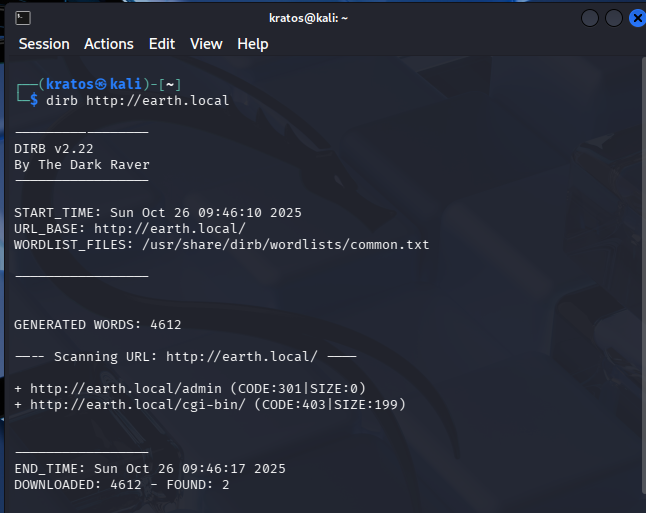 kratos@kali: ~
Session Actions Edit View Help
┌──(kratos㉿kali)-[~]
└─$ dirb http://earth.local
-----------------
DIRB v2.22
By The Dark Raver
-----------------
START_TIME: Sun Oct 26 09:46:10 2025
URL_BASE: http://earth.local/
WORDLIST_FILES: /usr/share/dirb/wordlists/common.txt
-----------------
GENERATED WORDS: 4612
---- Scanning URL: http://earth.local/ ----
+ http://earth.local/admin (CODE:301|SIZE:0)
+ http://earth.local/cgi-bin/ (CODE:403|SIZE:199)
-----------------
END_TIME: Sun Oct 26 09:46:17 2025
DOWNLOADED: 4612 - FOUND: 2